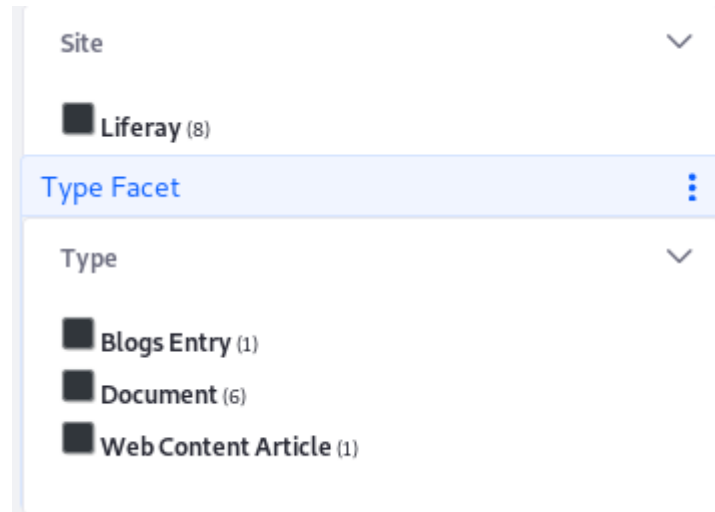 Site
Liferay (8)
Type Facet
Type
Blogs Entry (1)
Document (6)
Web Content Article (1)